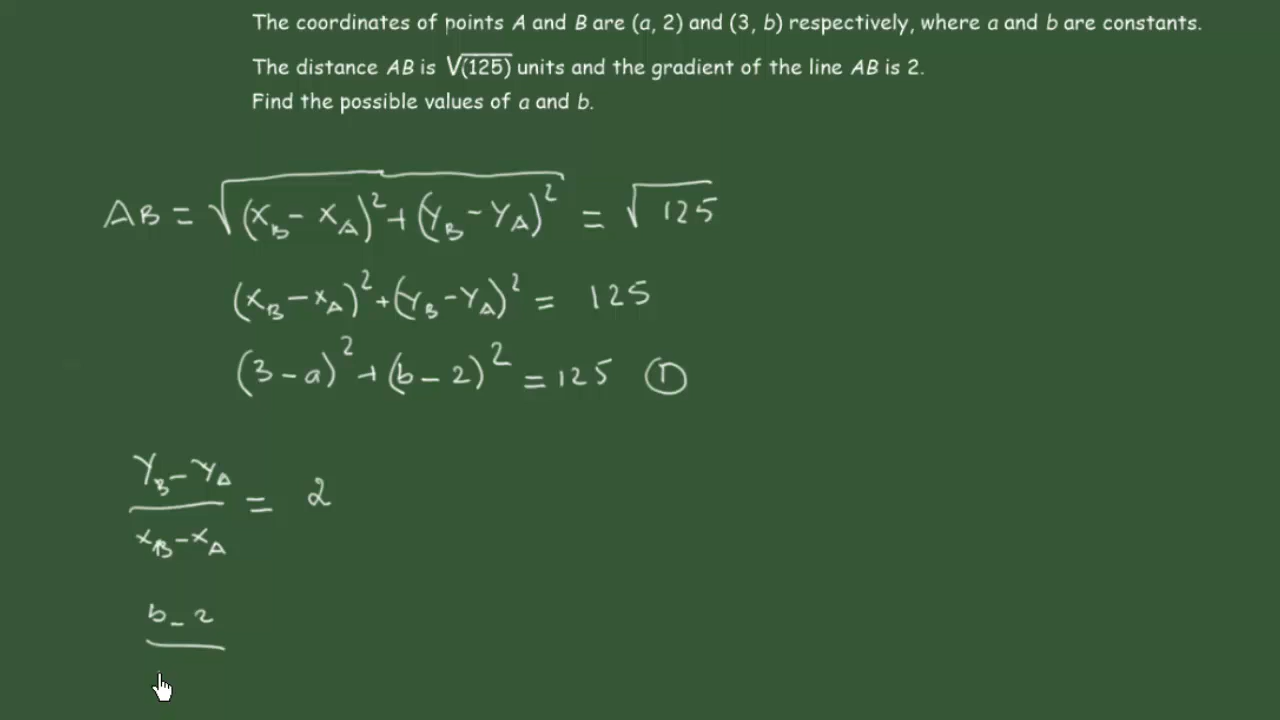 The coordinates of points A and B are (a, 2) and (3, b) respectively, where a and b are constants.
The distance AB is √(125) units and the gradient of the line AB is 2.
Find the possible values of a and b.
AB = √((x_B - x_A)² + (y_B - y_A)²) = √125
(x_B - x_A)² + (y_B - y_A)² = 125
(3 - a)² + (b - 2)² = 125 ①
y_B - y_A
= 2
x_B - x_A
b - 2